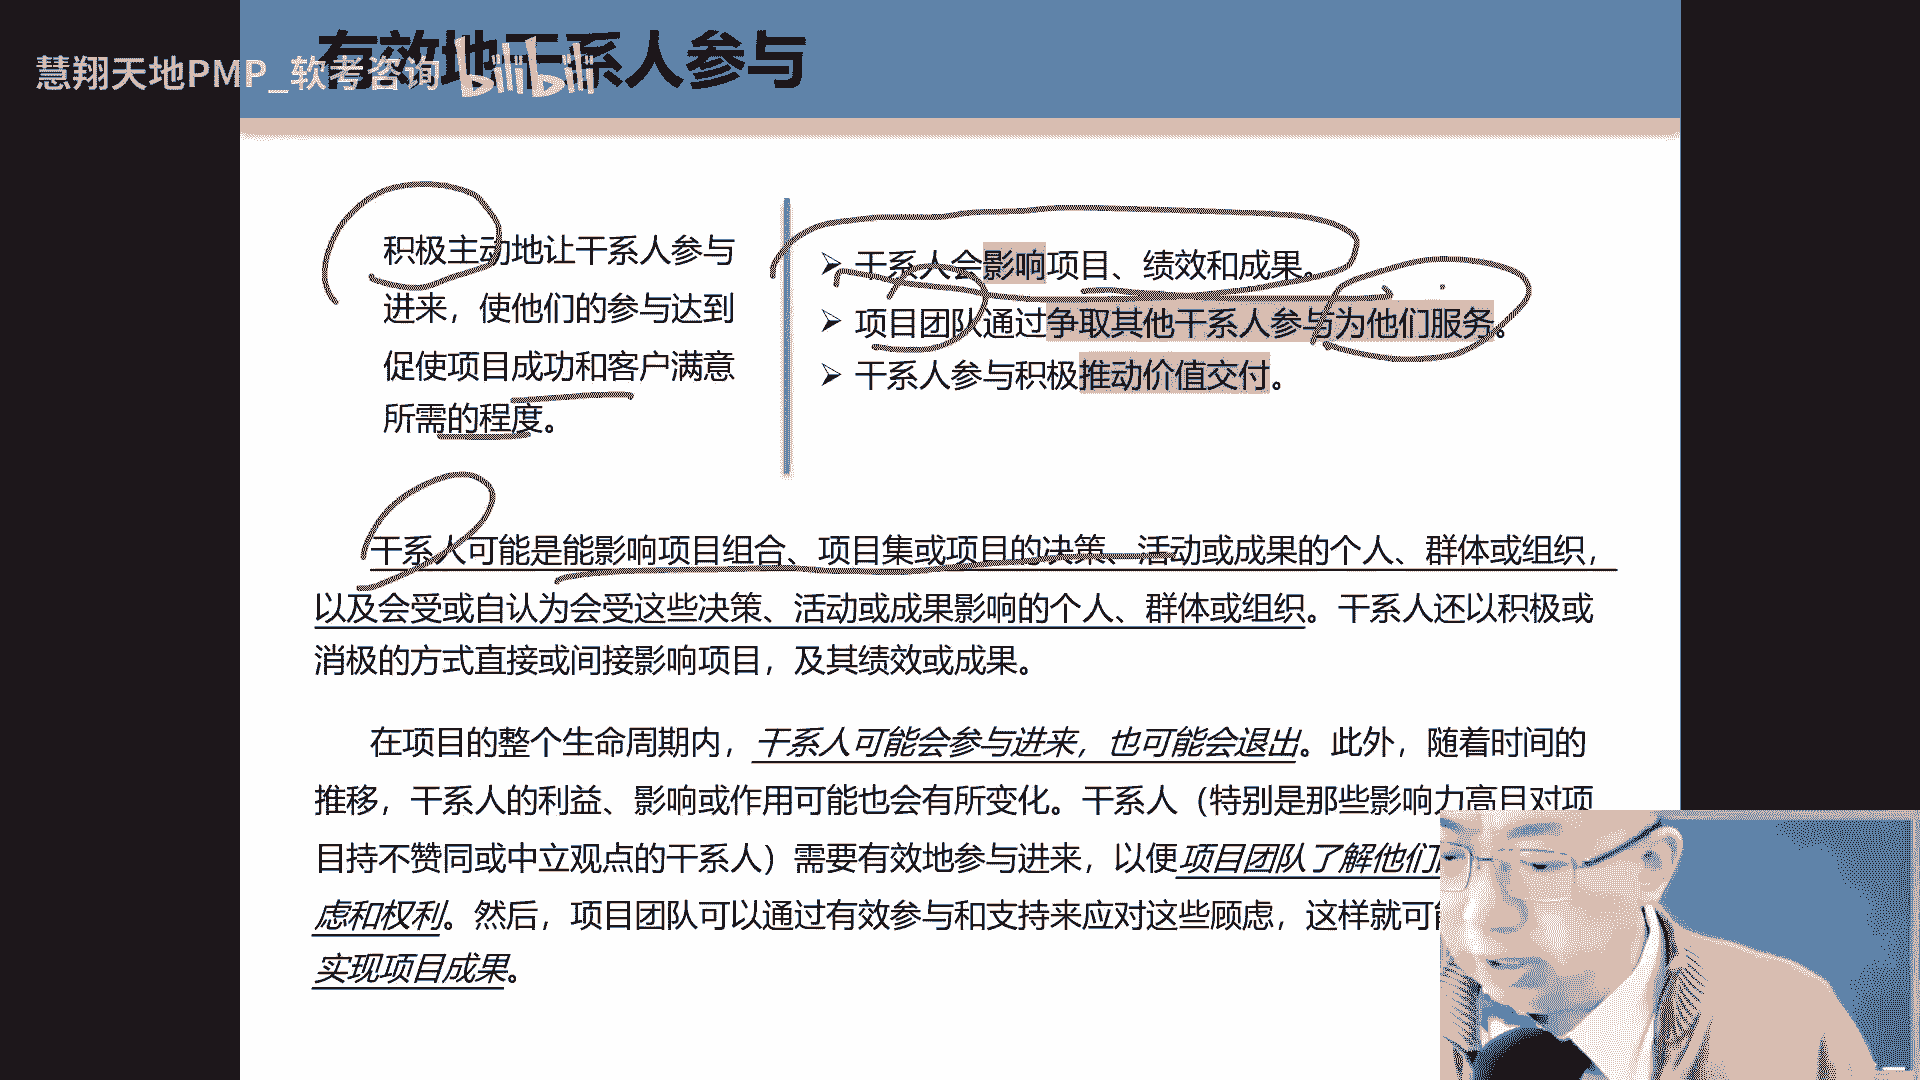 有效地干系人参与
慧翔天地PMP_软考咨询
bilibili
积极主动地让干系人参与
进来，使他们的参与达到
促使项目成功和客户满意
所需的程度。
干系人会影响项目、绩效和成果。
项目团队通过争取其他干系人参与为他们服务。
干系人参与积极推动价值交付。
干系人可能是能影响项目组合、项目集或项目的决策、活动或成果的个人、群体或组织，
以及会受或自认为会受这些决策、活动或成果影响的个人、群体或组织。干系人还以积极或
消极的方式直接或间接影响项目，及其绩效或成果。
在项目的整个生命周期内，干系人可能会参与进来，也可能会退出。此外，随着时间的
推移，干系人的利益、影响或作用可能也会有所变化。干系人（特别是那些影响力高且对项
目持不赞同或中立观点的干系人）需要有效地参与进来，以便项目团队了解他们
虑和权利。然后，项目团队可以通过有效参与和支持来应对这些顾虑，这样就可
实现项目成果。